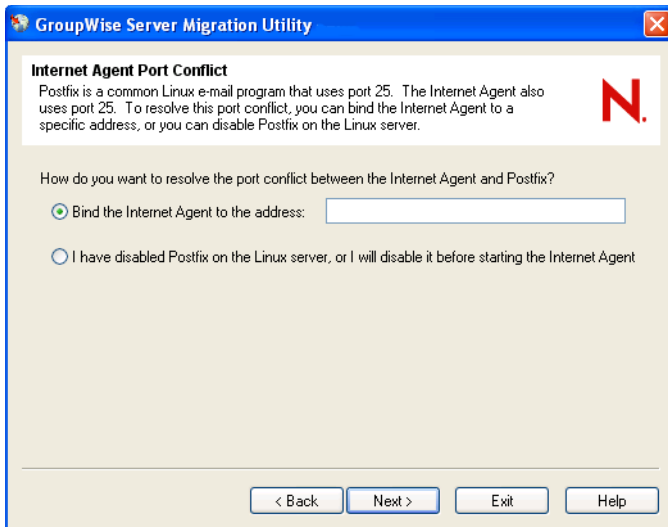 GroupWise Server Migration Utility
Internet Agent Port Conflict
Postfix is a common Linux e-mail program that uses port 25. The Internet Agent also
uses port 25. To resolve this port conflict, you can bind the Internet Agent to a
specific address, or you can disable Postfix on the Linux server.
N.
How do you want to resolve the port conflict between the Internet Agent and Postfix?
Bind the Internet Agent to the address:
I have disabled Postfix on the Linux server, or I will disable it before starting the Internet Agent
< Back
Next >
Exit
Help